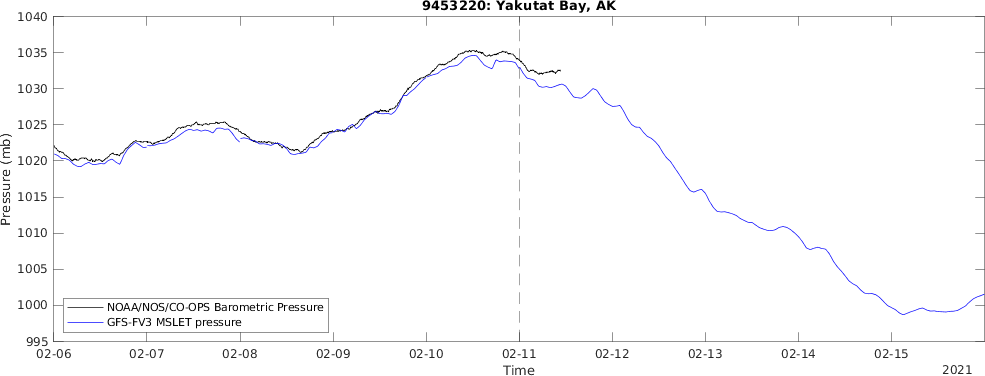 9453220: Yakutat Bay, AK
1040
1035
1030
1025
1020
1015
1010
1005
1000
995
Pressure (mb)
NOAA/NOS/CO-OPS Barometric Pressure
GFS-FV3 MSLET pressure
02-06 02-07 02-08 02-09 02-10 02-11 02-12 02-13 02-14 02-15
Time
2021